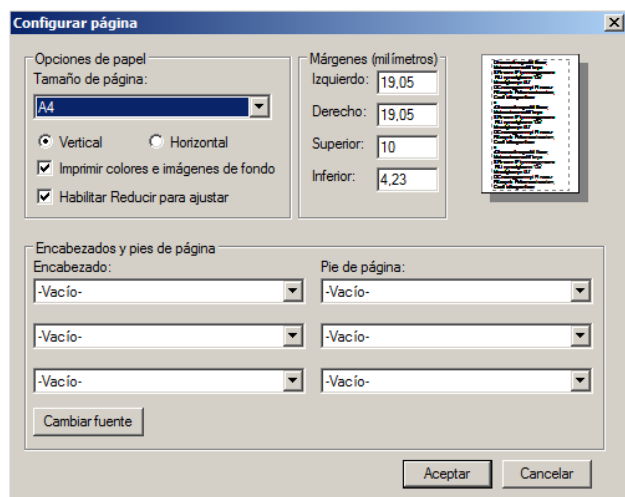 Configurar página
Opciones de papel
Tamaño de página:
A4
Vertical
Horizontal
Imprimir colores e imágenes de fondo
Habilitar Reducir para ajustar
Márgenes (milímetros)
Izquierdo: 19,05
Derecho: 19,05
Superior: 10
Inferior: 4,23
Encabezados y pies de página
Encabezado:
Pie de página:
-Vacío-
-Vacío-
-Vacío-
-Vacío-
-Vacío-
-Vacío-
Cambiar fuente
Aceptar
Cancelar